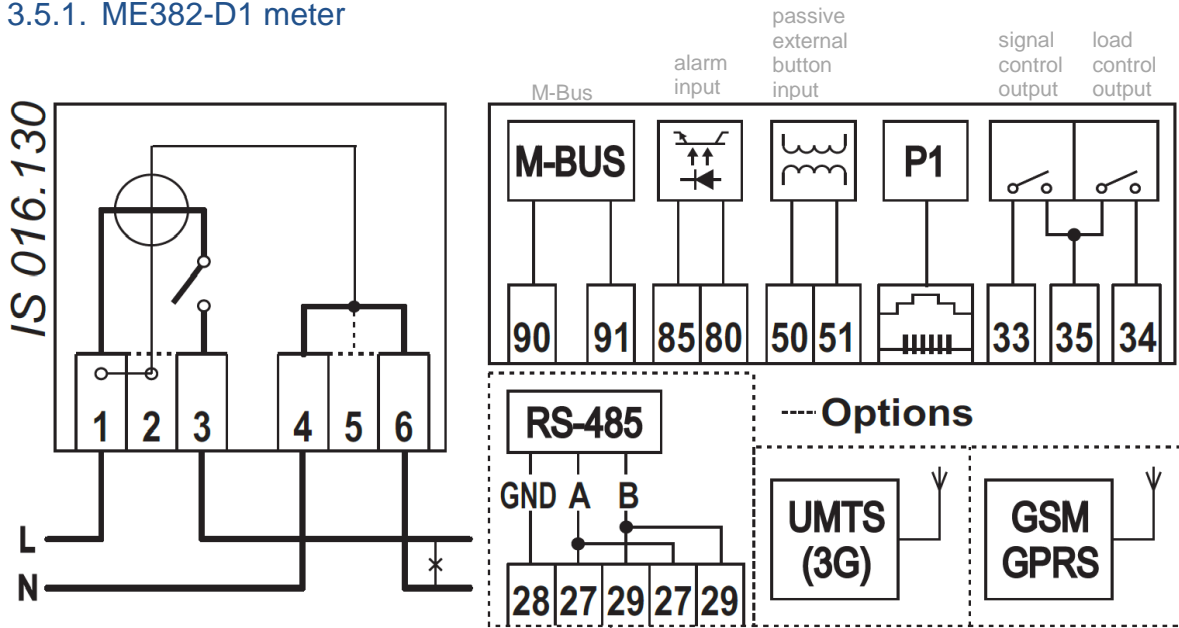 3.5.1. ME382-D1 meter
IS 016.130
M-Bus
alarm
input
passive
external
button
input
signal
control
output
load
control
output
M-BUS
P1
90 91 85 80 50 51 33 35 34
1 2 3 4 5 6
L
N
RS-485
GND A B
28 27 29 27 29
Options
UMTS
(3G)
GSM
GPRS